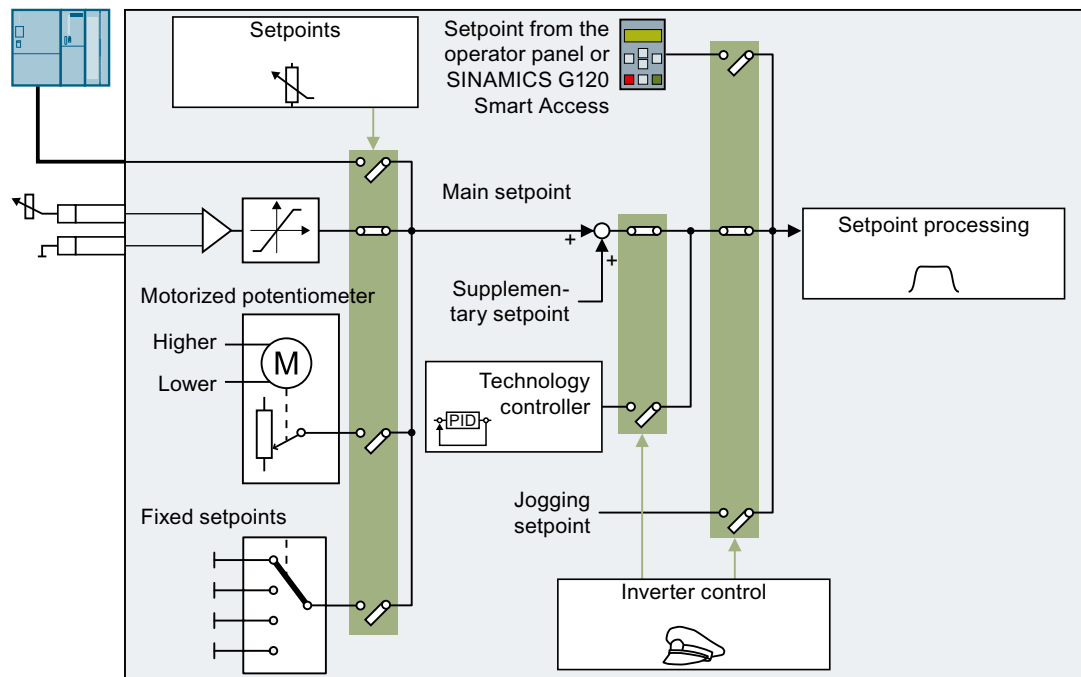 Setpoints
Setpoint from the
operator panel or
SINAMICS G120
Smart Access
Main setpoint
+
+
Setpoint processing
Supplemen-
tary setpoint
Motorized potentiometer
Higher
Lower
M
Technology
controller
PID
Jogging
setpoint
Fixed setpoints
Inverter control